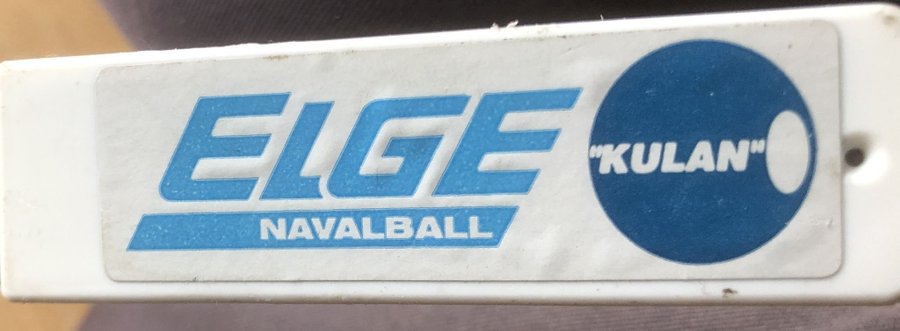 ELGE
NAVALBALL
"KULAN"